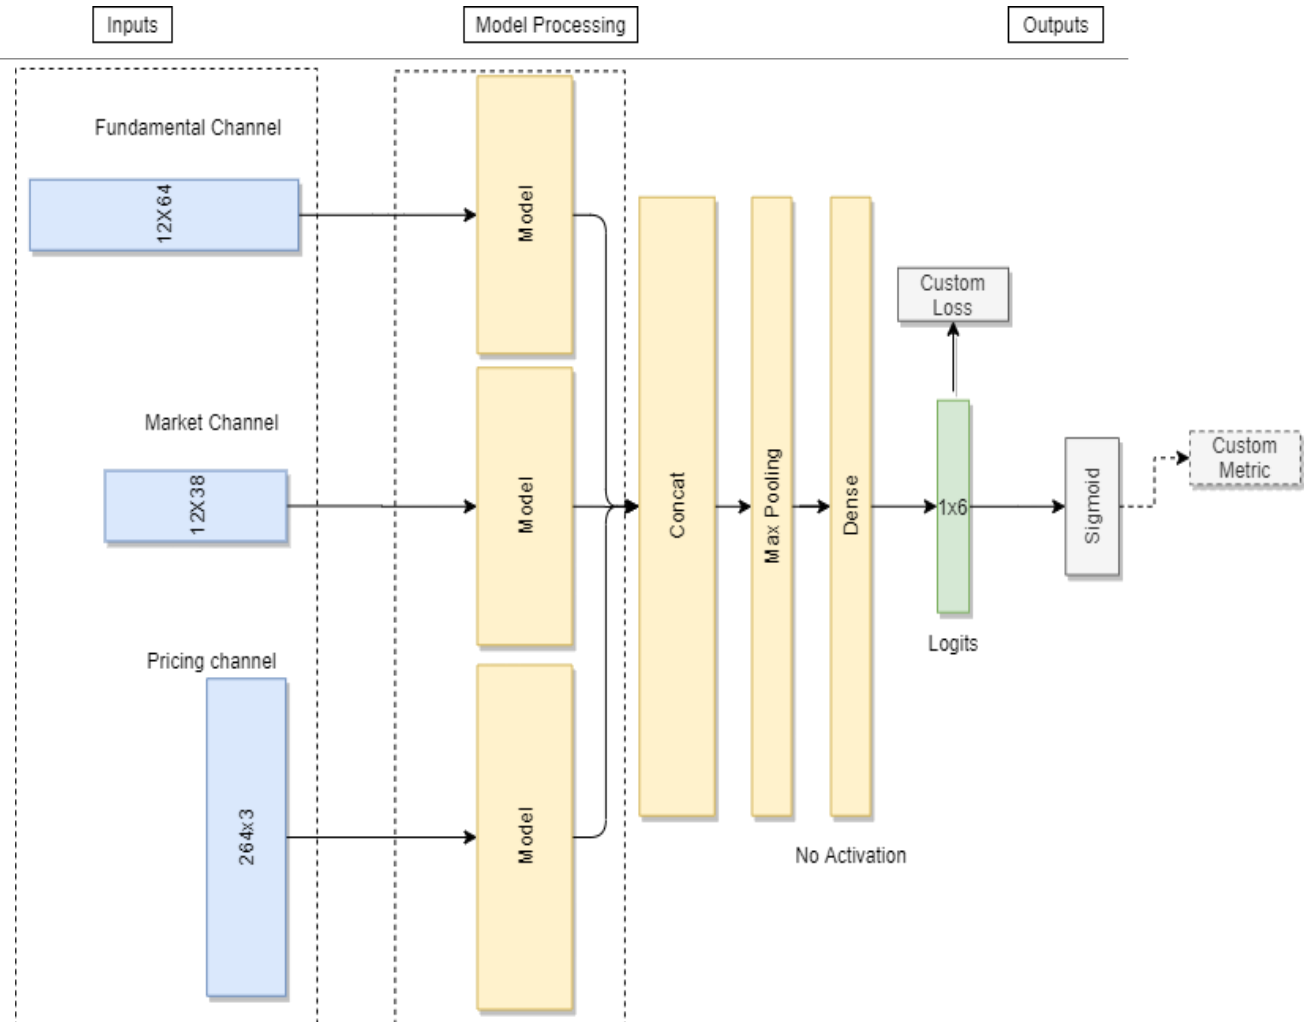 Inputs
Model Processing
Outputs
Fundamental Channel
12X64
Model
Custom
Loss
Market Channel
12X38
Model
Concat
Max Pooling
Dense
1x6
Sigmoid
Custom
Metric
Logits
Pricing channel
264x3
Model
No Activation